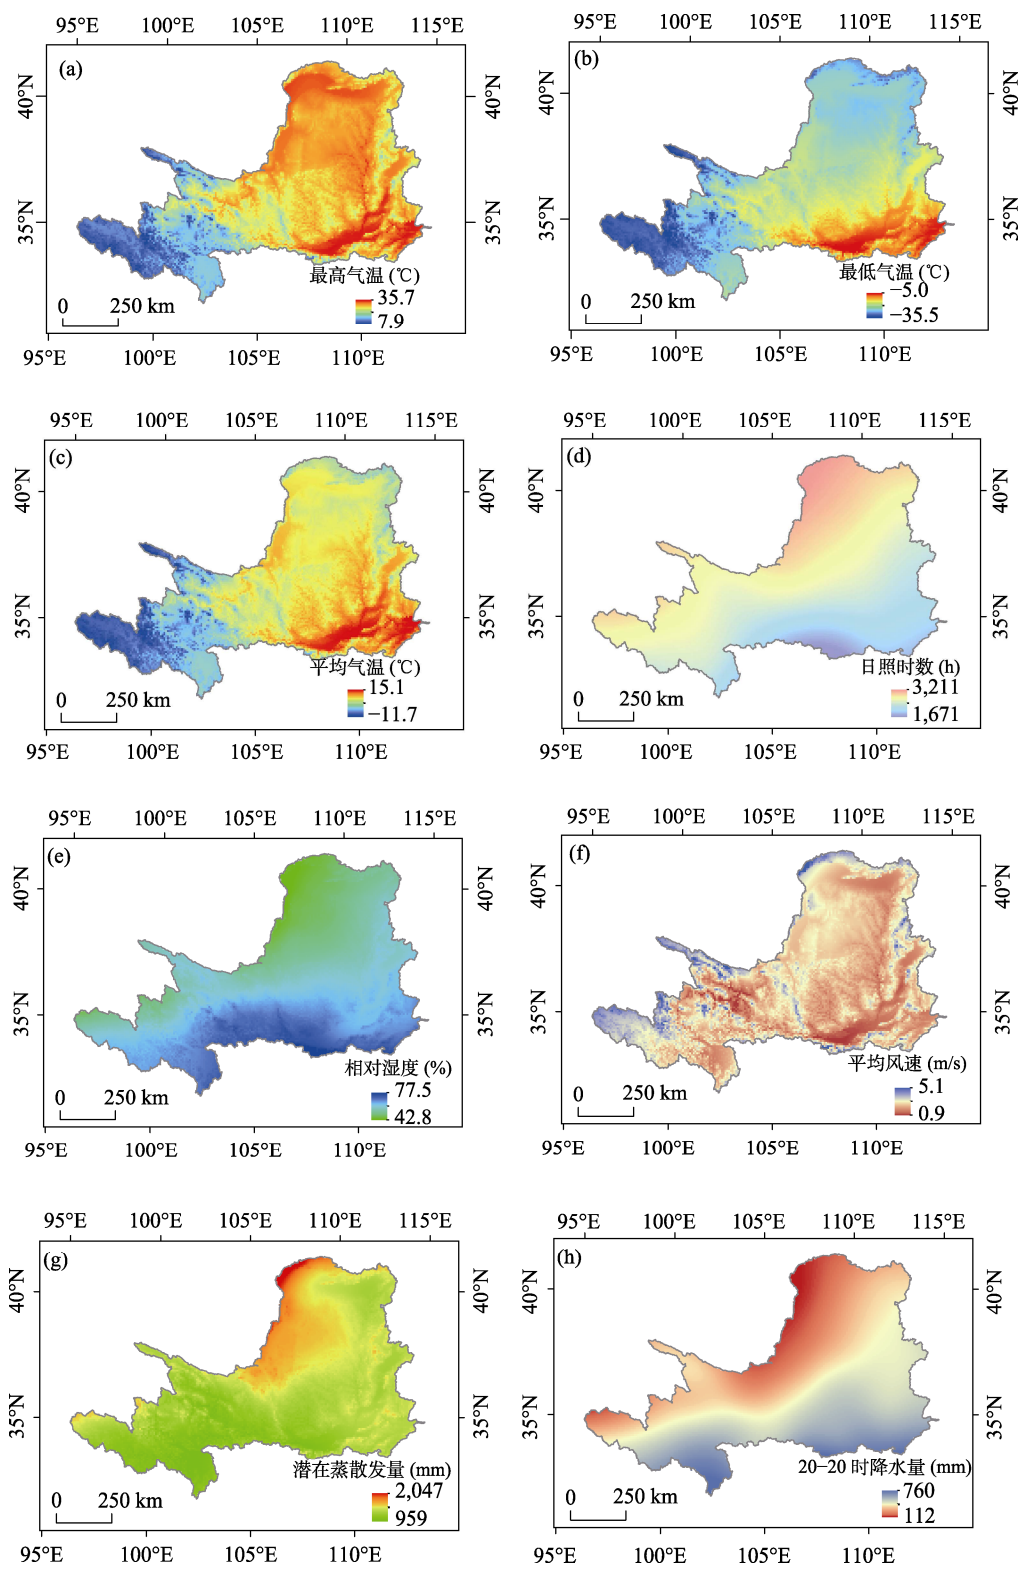 95°E 100°E 105°E 110°E 115°E
(a)
40°N 40°N
35°N 35°N
最高气温 (℃)
35.7
7.9
0 250 km
95°E 100°E 105°E 110°E
95°E 100°E 105°E 110°E 115°E
(b)
40°N 40°N
35°N 35°N
最低气温 (℃)
−5.0
−35.5
0 250 km
95°E 100°E 105°E 110°E
95°E 100°E 105°E 110°E 115°E
(c)
40°N 40°N
35°N 35°N
平均气温 (℃)
15.1
−11.7
0 250 km
95°E 100°E 105°E 110°E
95°E 100°E 105°E 110°E 115°E
(d)
40°N 40°N
35°N 35°N
日照时数 (h)
3,211
1,671
0 250 km
95°E 100°E 105°E 110°E
95°E 100°E 105°E 110°E 115°E
(e)
40°N 40°N
35°N 35°N
相对湿度 (%)
77.5
42.8
0 250 km
95°E 100°E 105°E 110°E
95°E 100°E 105°E 110°E 115°E
(f)
40°N 40°N
35°N 35°N
平均风速 (m/s)
5.1
0.9
0 250 km
95°E 100°E 105°E 110°E
95°E 100°E 105°E 110°E 115°E
(g)
40°N 40°N
35°N 35°N
潜在蒸散发量 (mm)
2,047
959
0 250 km
95°E 100°E 105°E 110°E
95°E 100°E 105°E 110°E 115°E
(h)
40°N 40°N
35°N 35°N
20−20 时降水量 (mm)
760
112
0 250 km
95°E 100°E 105°E 110°E